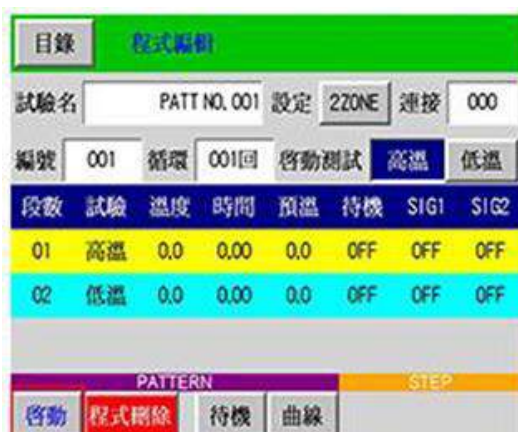 目錄 程式編輯
試驗名 PATT NO. 001 設定 2ZONE 連接 000
編號 001 循環 001回 啓動測試 高溫 低溫
段數 試驗 溫度 時間 預溫 待機 SIG1 SIG2
01 高溫 0.0 0.00 0.0 OFF OFF OFF
02 低溫 0.0 0.00 0.0 OFF OFF OFF
PATTERN STEP
啓動 程式刪除 待機 曲線